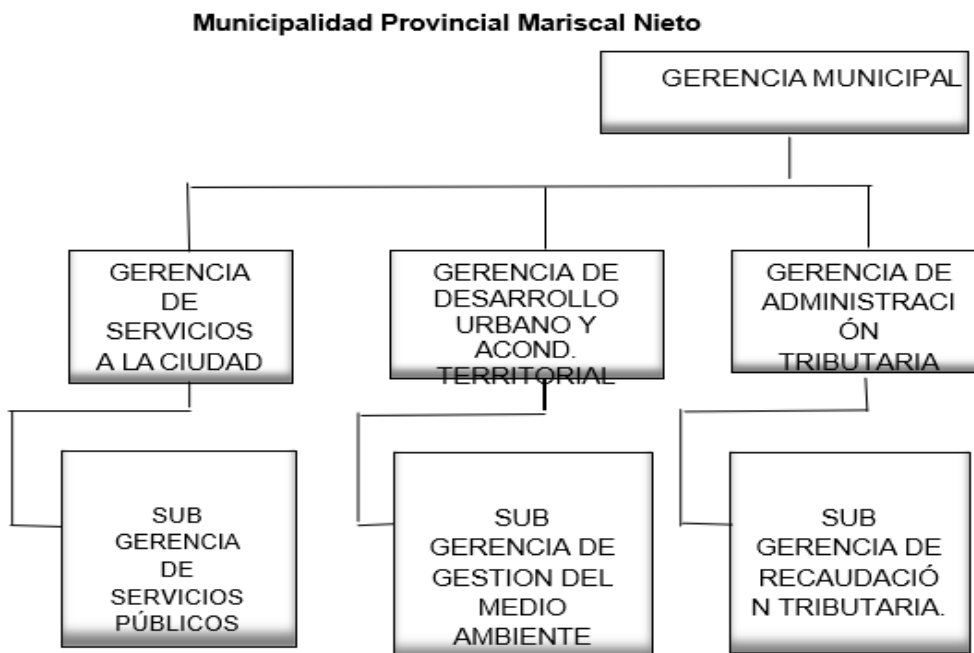 Municipalidad Provincial Mariscal Nieto
GERENCIA MUNICIPAL
GERENCIA
DE
SERVICIOS
A LA CIUDAD
GERENCIA DE
DESARROLLO
URBANO Y
ACOND.
TERRITORIAL
GERENCIA DE
ADMINISTRACI
ÓN
TRIBUTARIA
SUB
GERENCIA
DE
SERVICIOS
PÚBLICOS
SUB
GERENCIA DE
GESTION DEL
MEDIO
AMBIENTE
SUB
GERENCIA DE
RECAUDACIÓ
N TRIBUTARIA.